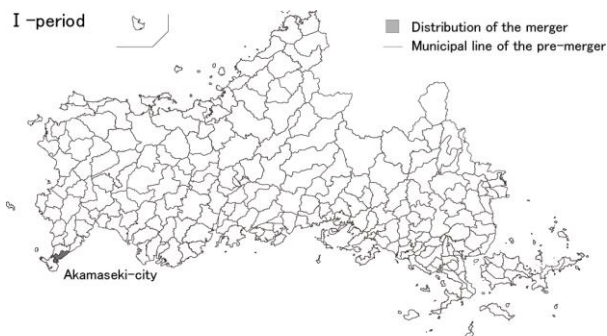 I -period
Distribution of the merger
Municipal line of the pre-merger
Akamaseki-city